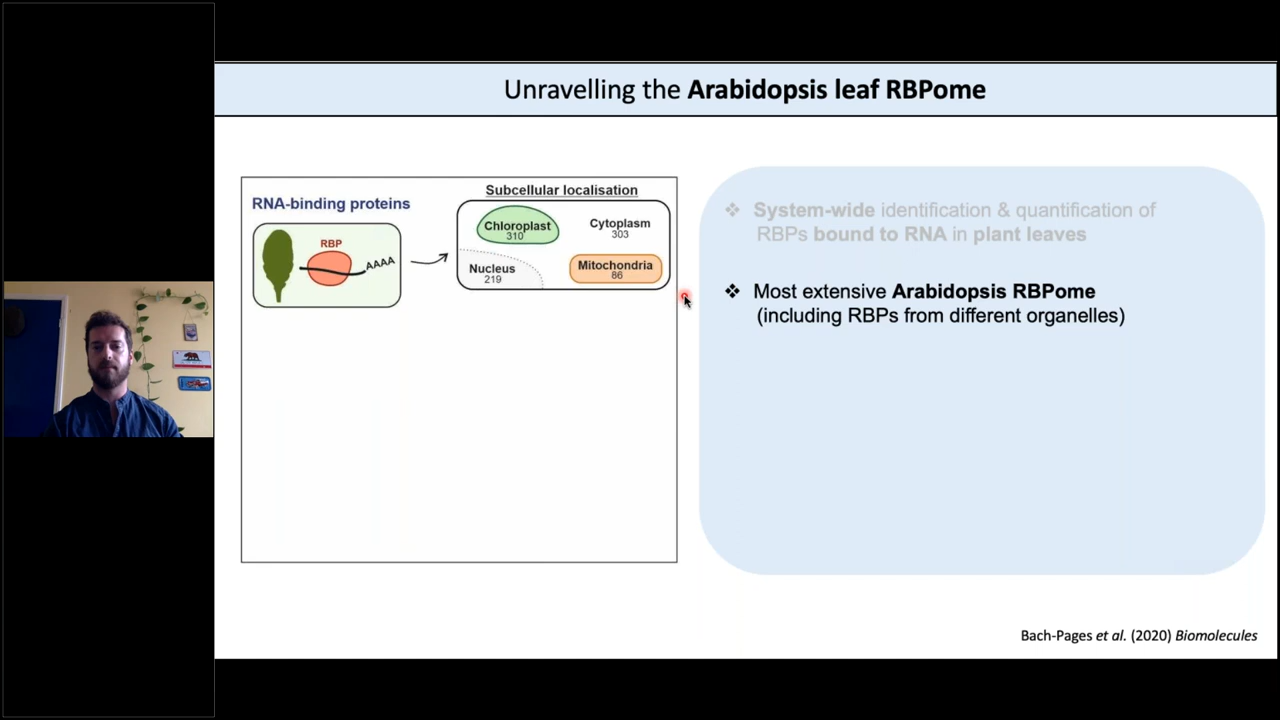 Unravelling the Arabidopsis leaf RBPome
RNA-binding proteins
RBP
AAAA
Subcellular localisation
Chloroplast
310
Cytoplasm
303
Nucleus
219
Mitochondria
86
❖ System-wide identification & quantification of
RBPs bound to RNA in plant leaves
❖ Most extensive Arabidopsis RBPome
(including RBPs from different organelles)
Bach-Pages et al. (2020) Biomolecules